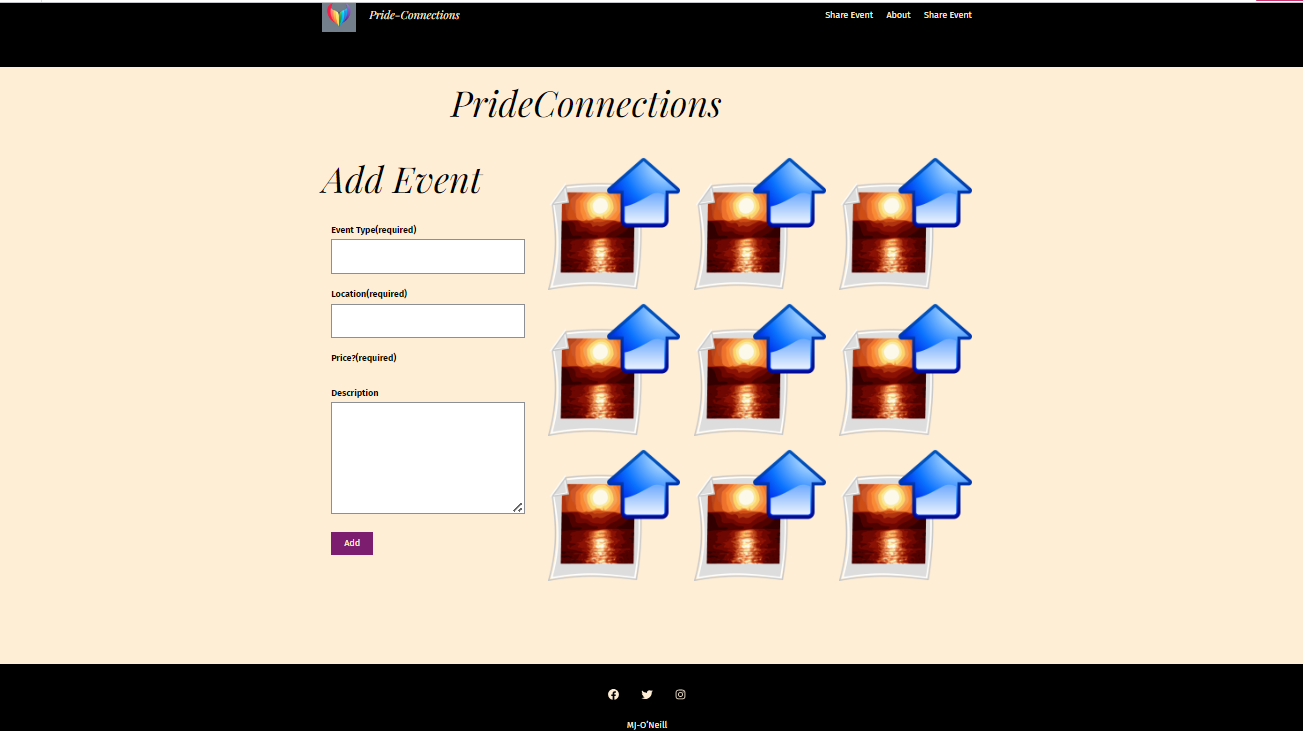 Pride-Connections
Share Event About Share Event
PrideConnections
Add Event
Event Type(required)
Location(required)
Price?(required)
Description
Add
MJ-O'Neill